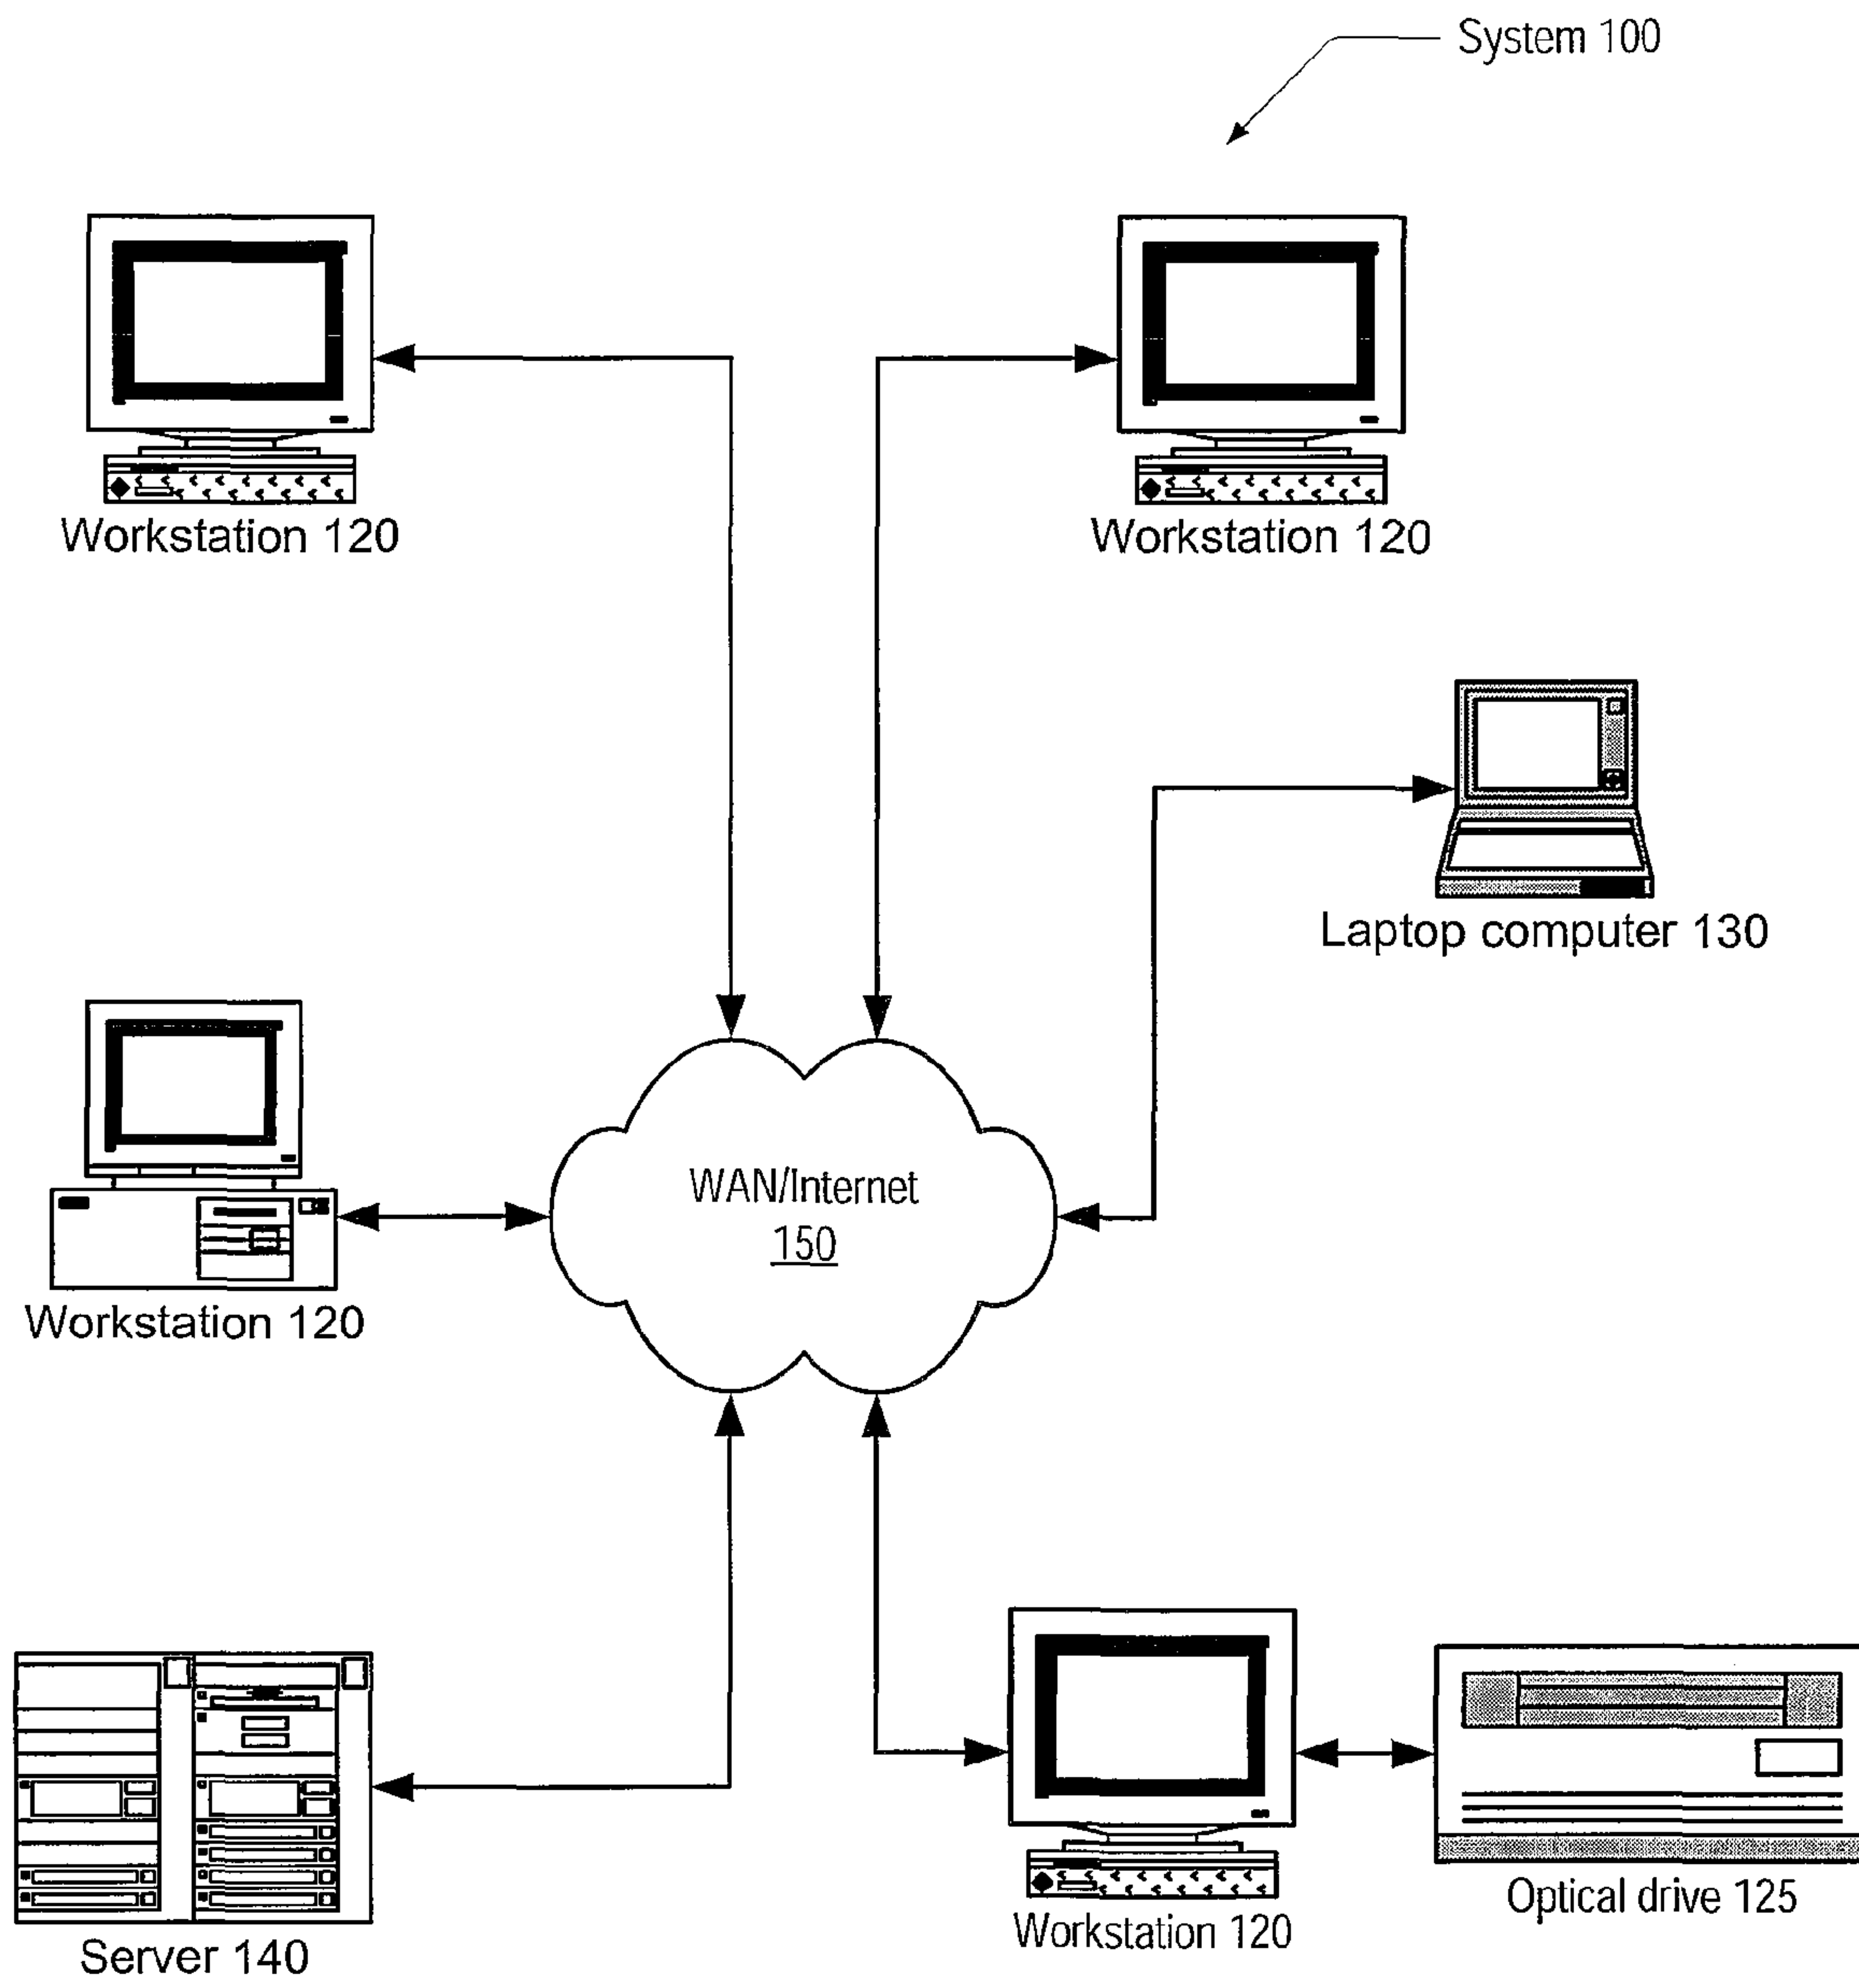 System 100
Workstation 120
Workstation 120
Laptop computer 130
WAN/Internet
150
Workstation 120
Server 140
Workstation 120
Optical drive 125